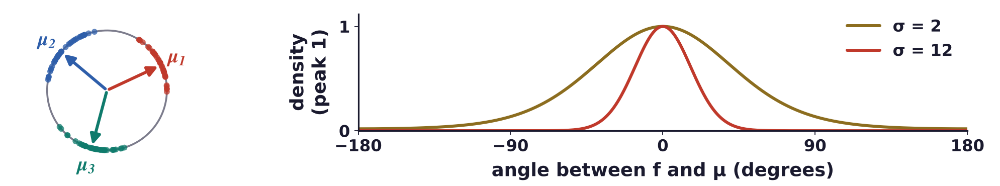 μ2
μ1
μ3
density
(peak 1)
1
0
−180
−90
0
90
180
angle between f and μ (degrees)
σ = 2
σ = 12